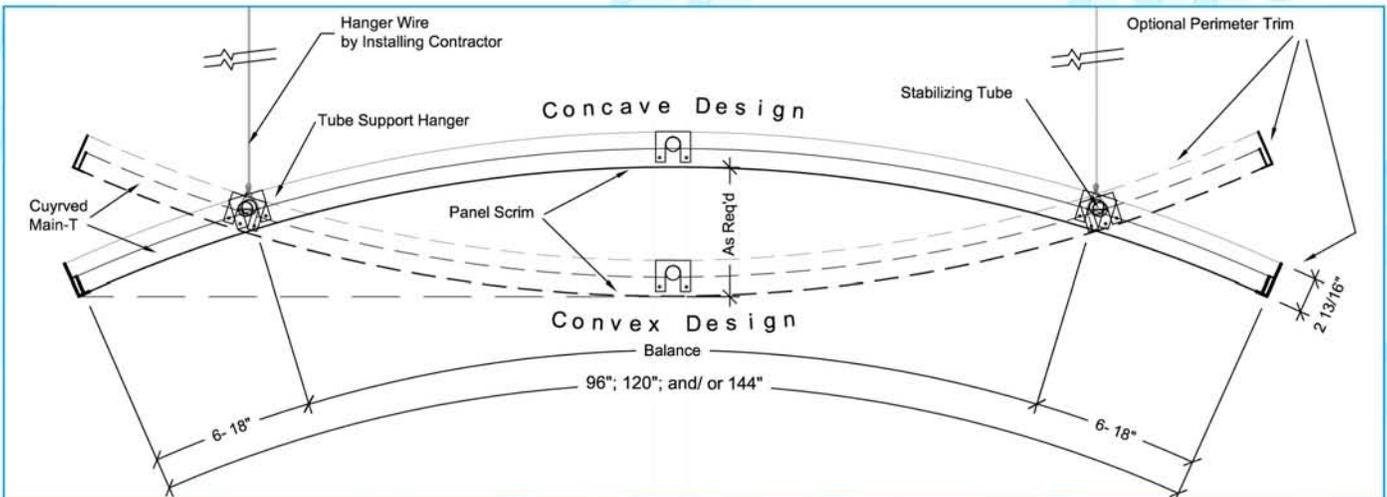 Hanger Wire
by Installing Contractor
Optional Perimeter Trim
Concave Design
Stabilizing Tube
Tube Support Hanger
Cuyrved
Main-T
Panel Scrim
As Req'd
2 13/16"
Convex Design
Balance
96"; 120"; and/ or 144"
6- 18"
6- 18"